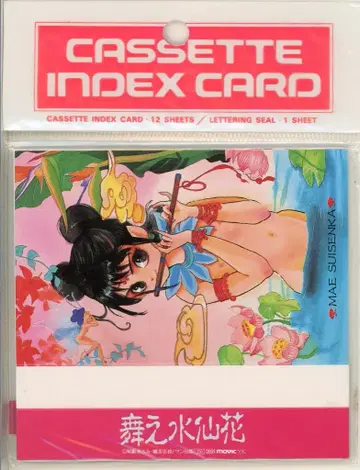 CASSETTE
INDEX CARD
CASSETTE INDEX CARD・12 SHEETS / LETTERING SEAL・1 SHEET
MAE SUISENKA
舞え水仙花
movic